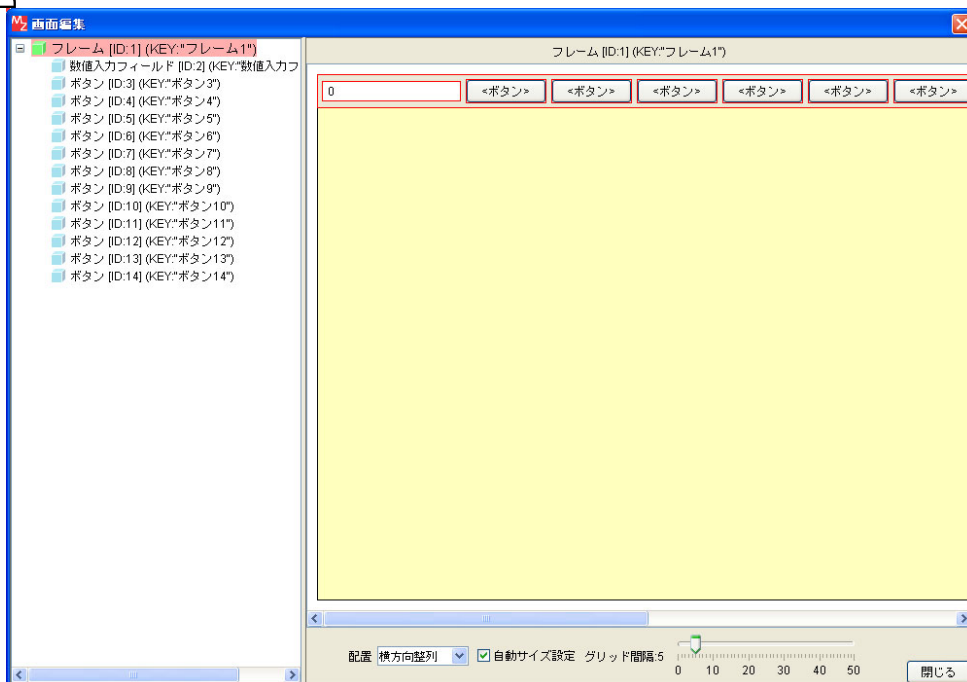 MZ 画面編集
フレーム [ID:1] (KEY:"フレーム1")
数値入力フィールド [ID:2] (KEY:"数値入力フ
ボタン [ID:3] (KEY:"ボタン3")
ボタン [ID:4] (KEY:"ボタン4")
ボタン [ID:5] (KEY:"ボタン5")
ボタン [ID:6] (KEY:"ボタン6")
ボタン [ID:7] (KEY:"ボタン7")
ボタン [ID:8] (KEY:"ボタン8")
ボタン [ID:9] (KEY:"ボタン9")
ボタン [ID:10] (KEY:"ボタン10")
ボタン [ID:11] (KEY:"ボタン11")
ボタン [ID:12] (KEY:"ボタン12")
ボタン [ID:13] (KEY:"ボタン13")
ボタン [ID:14] (KEY:"ボタン14")
フレーム [ID:1] (KEY:"フレーム1")
0 «ボタン» «ボタン» «ボタン» «ボタン» «ボタン» «ボタン»
配置 横方向整列 自動サイズ設定 グリッド間隔:5
0 10 20 30 40 50
閉じる